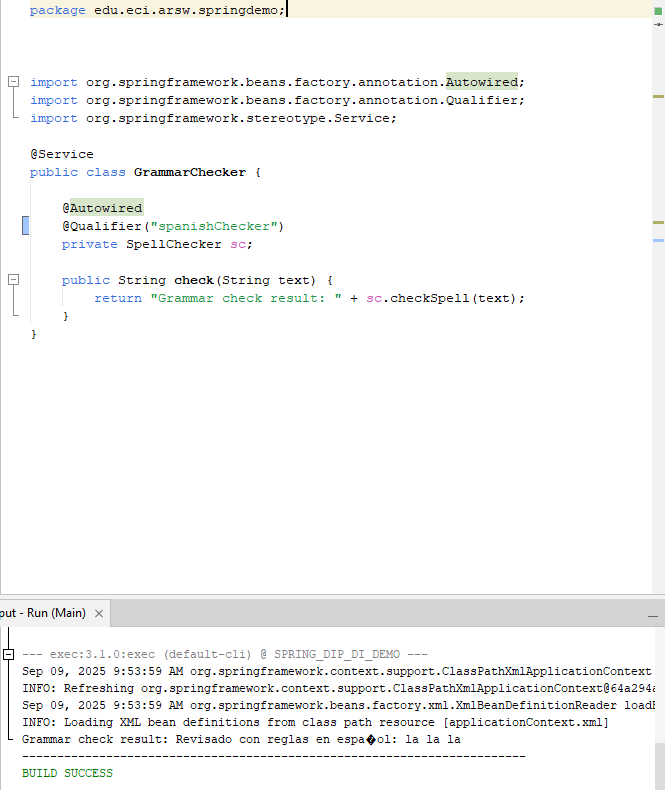 package edu.eci.arsw.springdemo;
import org.springframework.beans.factory.annotation.Autowired;
import org.springframework.beans.factory.annotation.Qualifier;
import org.springframework.stereotype.Service;
@Service
public class GrammarChecker {
@Autowired
@Qualifier("spanishChecker")
private SpellChecker sc;
public String check(String text) {
return "Grammar check result: " + sc.checkSpell(text);
}
}
put - Run (Main) ×
--- exec:3.1.0:exec (default-cli) @ SPRING_DIP_DI_DEMO ---
Sep 09, 2025 9:53:59 AM org.springframework.context.support.ClassPathXmlApplicationContext
INFO: Refreshing org.springframework.context.support.ClassPathXmlApplicationContext@64a294a
Sep 09, 2025 9:53:59 AM org.springframework.beans.factory.xml.XmlBeanDefinitionReader loadB
INFO: Loading XML bean definitions from class path resource [applicationContext.xml]
Grammar check result: Revisado con reglas en espa�ol: la la la
------------------------------------------------------------------------
BUILD SUCCESS